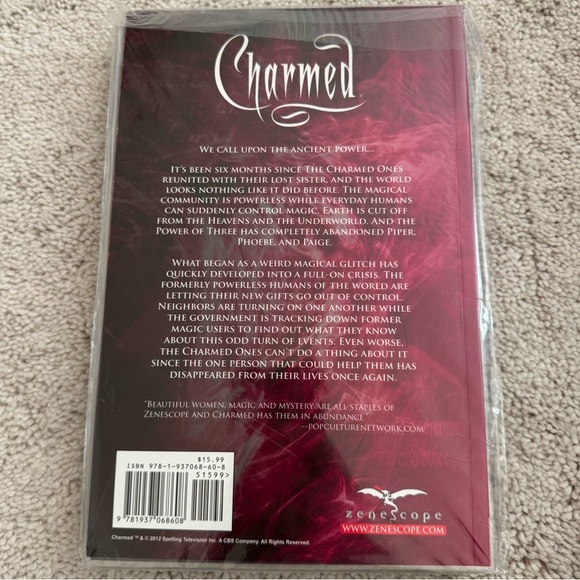 Charmed
We call upon the ancient power...
It's been six months since The Charmed Ones
reunited with their lost sister, and the world
looks nothing like it did before. The magical
community is powerless while everyday humans
can suddenly control magic. Earth is cut off
from the Heavens and the Underworld. And the
Power of Three has completely abandoned Piper,
Phoebe, and Paige.
What began as a weird magical glitch has
quickly developed into a full-on crisis. The
formerly powerless humans of the world are
letting their new gifts go out of control.
Neighbors are turning on one another while
the government is tracking down former
magic users to find out what they know
about this odd turn of events. Even worse,
the Charmed Ones can't do a thing about it
since the one person that could help them has
disappeared from their lives once again.
"Beautiful women, magic and mystery are all staples of
Zenescope and Charmed has them in abundance."
--popculturenetwork.com
$15.99
ISBN 978-1-937068-60-8
51599>
9 781937 068608
zenescope
WWW.ZENESCOPE.COM
Charmed ™ & © 2012 Spelling Television Inc. A CBS Company. All Rights Reserved.